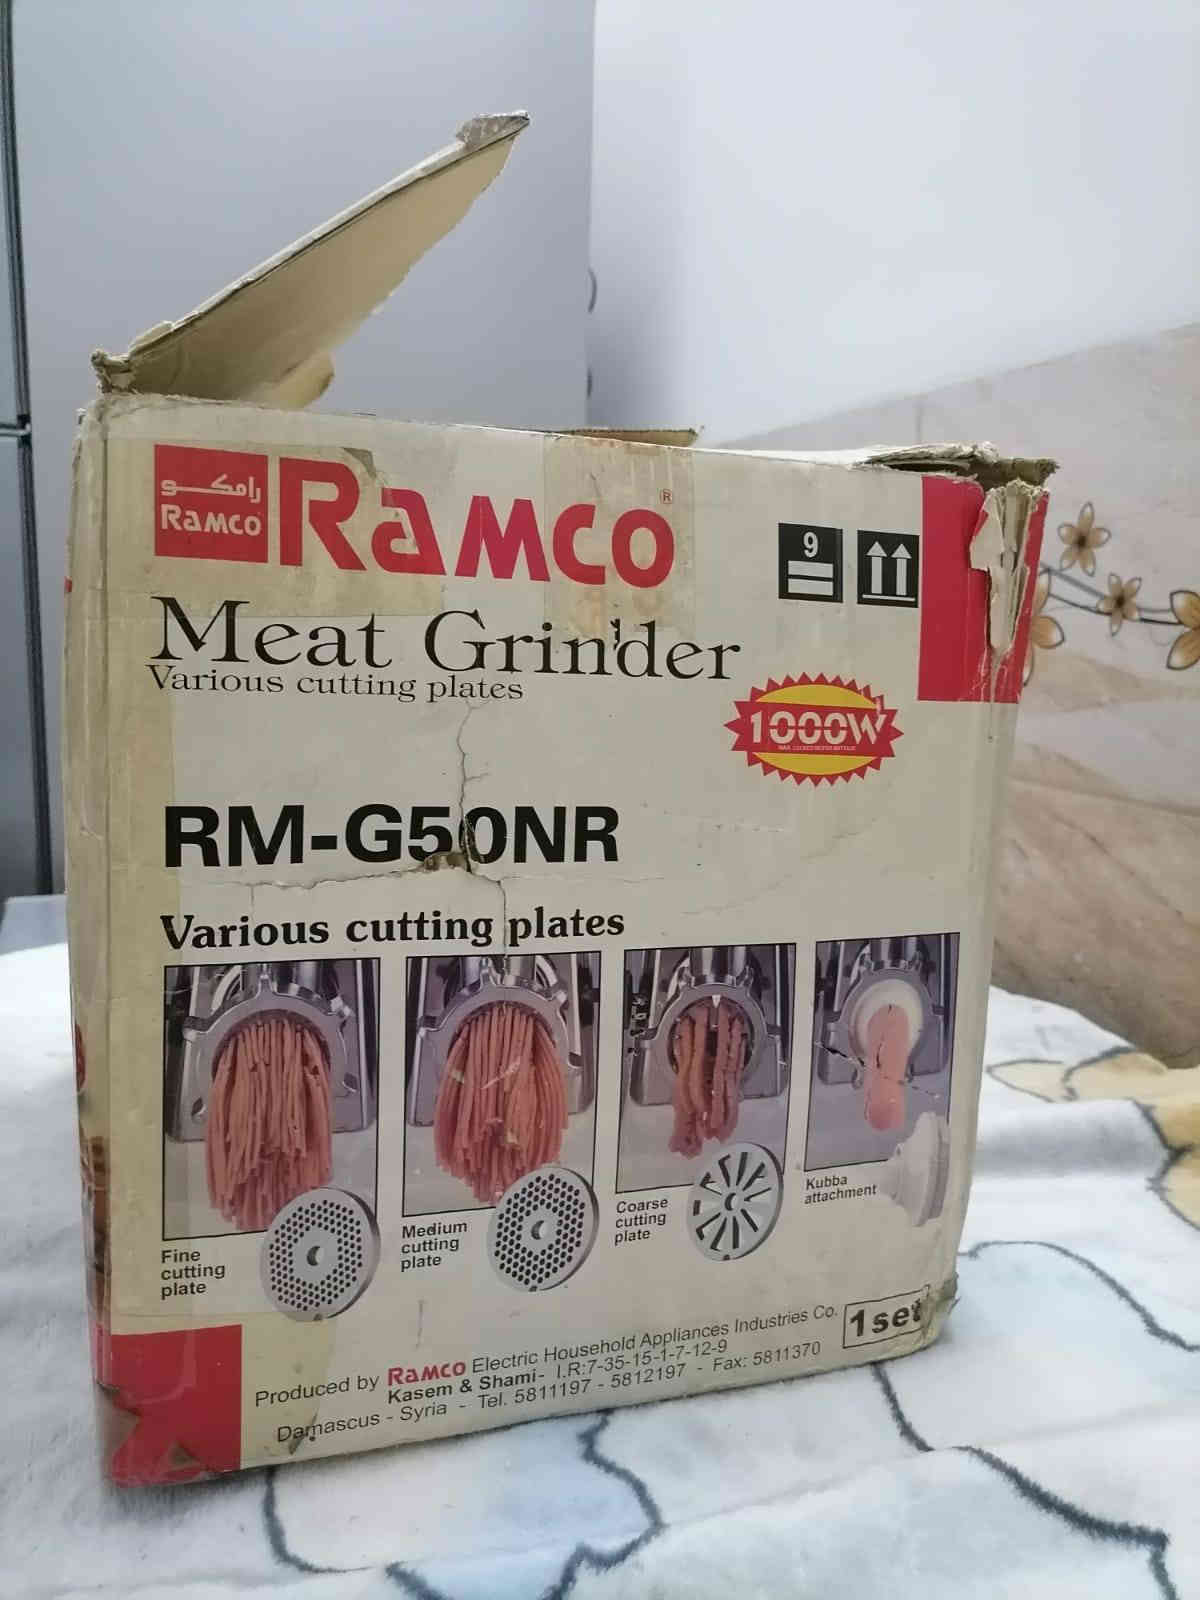 رامكو
RAMCO
RAMCO®
9
Meat Grinder
Various cutting plates
1000W
RM-G50NR
Various cutting plates
Fine
cutting
plate
Medium
cutting
plate
Coarse
cutting
plate
Kubba
attachment
1set
Produced by RAMCO Electric Household Appliances Industries Co.
Kasem & Shami- I.R:7-35-15-1-7-12-9
Damascus - Syria - Tel. 5811197 - 5812197 - Fax: 5811370